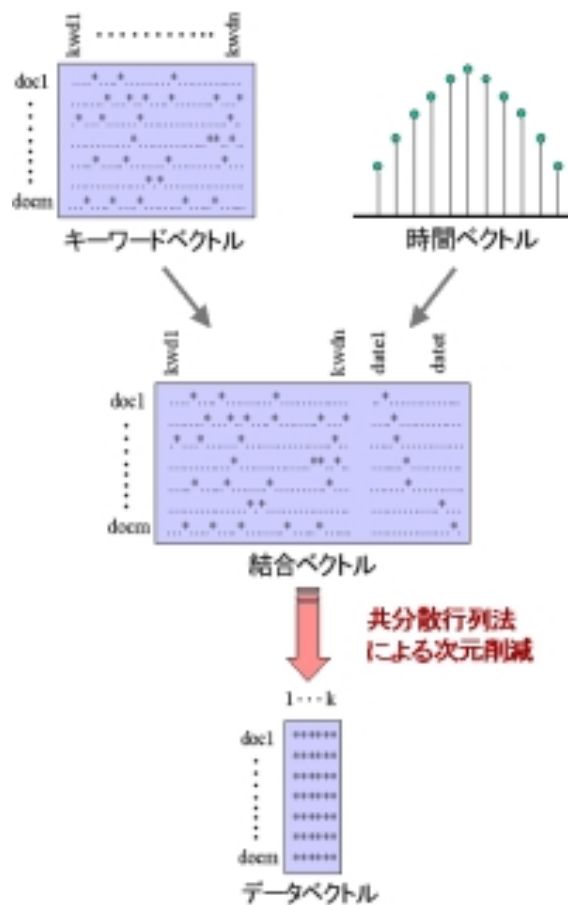 kwd1 kwdn
doc1
docm
キーワードベクトル
時間ベクトル
kwd1 kwdn date1 datet
doc1
docm
結合ベクトル
共分散行列法
による次元削減
1 ・・・ k
doc1
docm
データベクトル